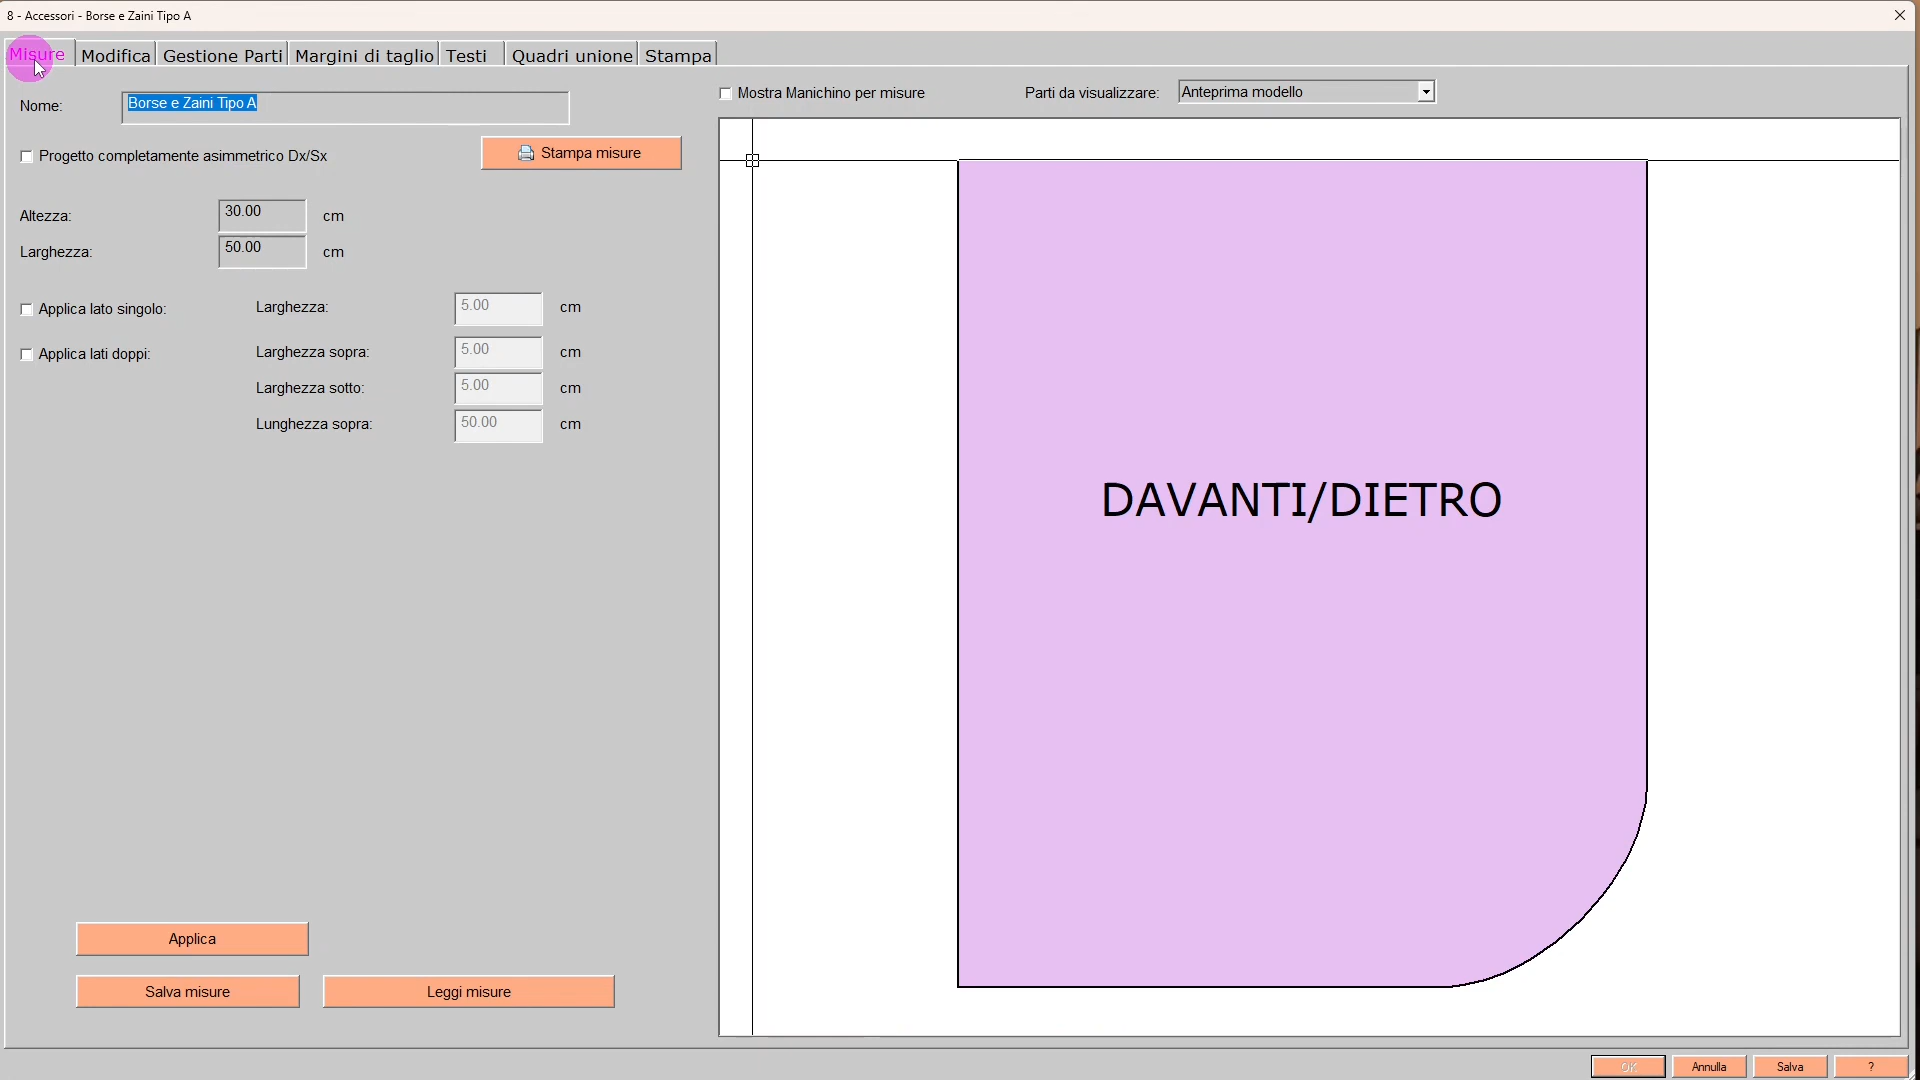 8 - Accessori - Borse e Zaini Tipo A
Misure Modifica Gestione Parti Margini di taglio Testi Quadri unione Stampa
Nome: Borse e Zaini Tipo A
Mostra Manichino per misure Parti da visualizzare: Anteprima modello
Progetto completamente asimmetrico Dx/Sx Stampa misure
Altezza: 30.00 cm
Larghezza: 50.00 cm
Applica lato singolo: Larghezza: 5.00 cm
Applica lati doppi: Larghezza sopra: 5.00 cm
Larghezza sotto: 5.00 cm
Lunghezza sopra: 50.00 cm
DAVANTI/DIETRO
Applica
Salva misure Leggi misure
OK Annulla Salva ?